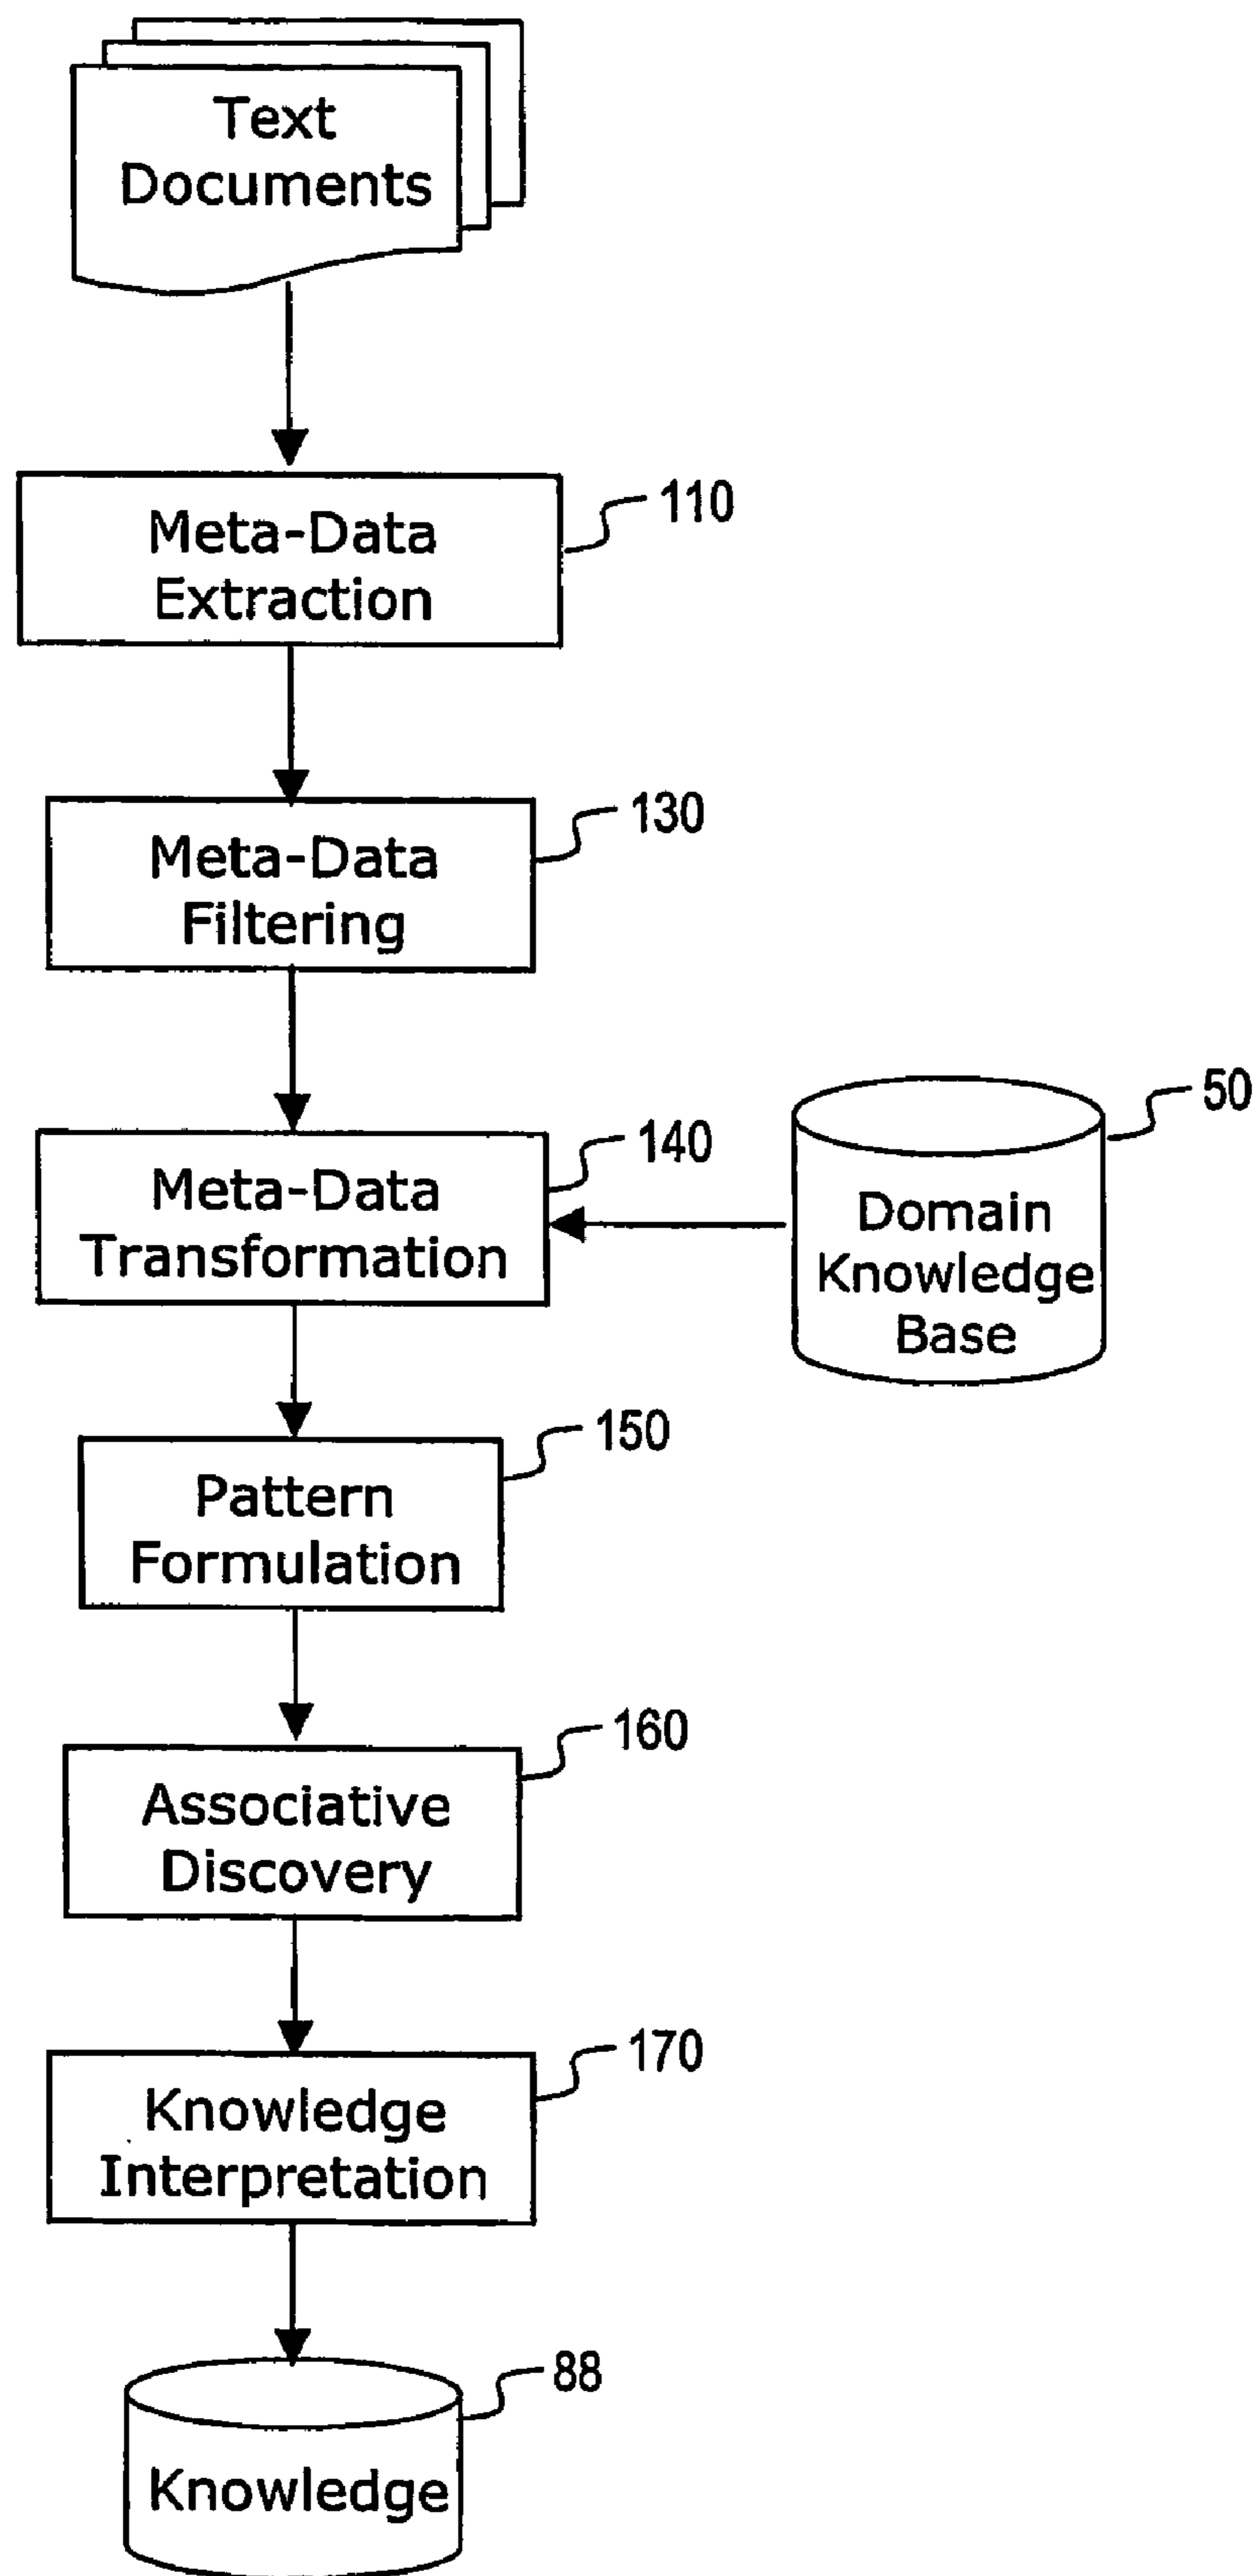 Text
Documents
110
Meta-Data
Extraction
130
Meta-Data
Filtering
140
Meta-Data
Transformation
50
Domain
Knowledge
Base
150
Pattern
Formulation
160
Associative
Discovery
170
Knowledge
Interpretation
88
Knowledge